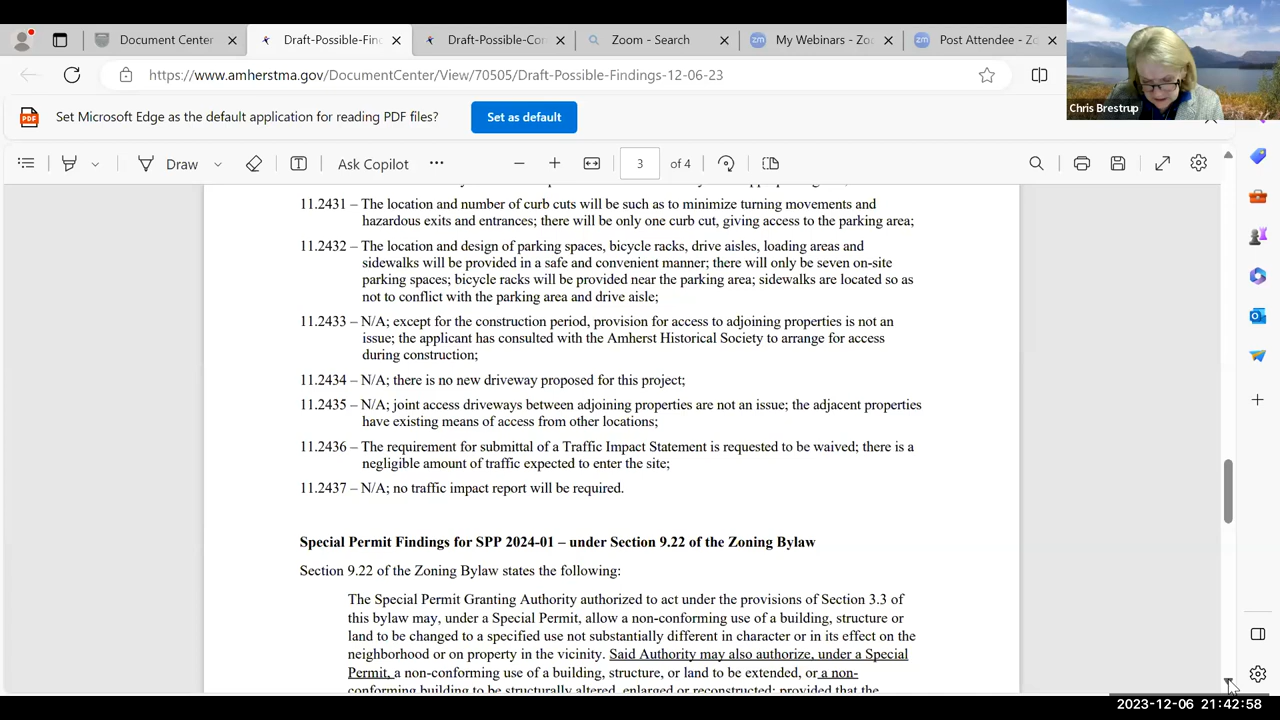 Document Center
Draft-Possible-Fin
Draft-Possible-Co
Zoom - Search
My Webinars - Zo
Post Attendee - Z
https://www.amherstma.gov/DocumentCenter/View/70505/Draft-Possible-Findings-12-06-23
Chris Brestrup
Set Microsoft Edge as the default application for reading PDF files?
Set as default
Draw
Ask Copilot
3 of 4
11.2431 – The location and number of curb cuts will be such as to minimize turning movements and
hazardous exits and entrances; there will be only one curb cut, giving access to the parking area;
11.2432 – The location and design of parking spaces, bicycle racks, drive aisles, loading areas and
sidewalks will be provided in a safe and convenient manner; there will only be seven on-site
parking spaces; bicycle racks will be provided near the parking area; sidewalks are located so as
not to conflict with the parking area and drive aisle;
11.2433 – N/A; except for the construction period, provision for access to adjoining properties is not an
issue; the applicant has consulted with the Amherst Historical Society to arrange for access
during construction;
11.2434 – N/A; there is no new driveway proposed for this project;
11.2435 – N/A; joint access driveways between adjoining properties are not an issue; the adjacent properties
have existing means of access from other locations;
11.2436 – The requirement for submittal of a Traffic Impact Statement is requested to be waived; there is a
negligible amount of traffic expected to enter the site;
11.2437 – N/A; no traffic impact report will be required.
Special Permit Findings for SPP 2024-01 – under Section 9.22 of the Zoning Bylaw
Section 9.22 of the Zoning Bylaw states the following:
The Special Permit Granting Authority authorized to act under the provisions of Section 3.3 of
this bylaw may, under a Special Permit, allow a non-conforming use of a building, structure or
land to be changed to a specified use not substantially different in character or in its effect on the
neighborhood or on property in the vicinity. Said Authority may also authorize, under a Special
Permit, a non-conforming use of a building, structure, or land to be extended, or a non-
conforming building to be structurally altered, enlarged or reconstructed; provided that the
2023-12-06 21:42:58